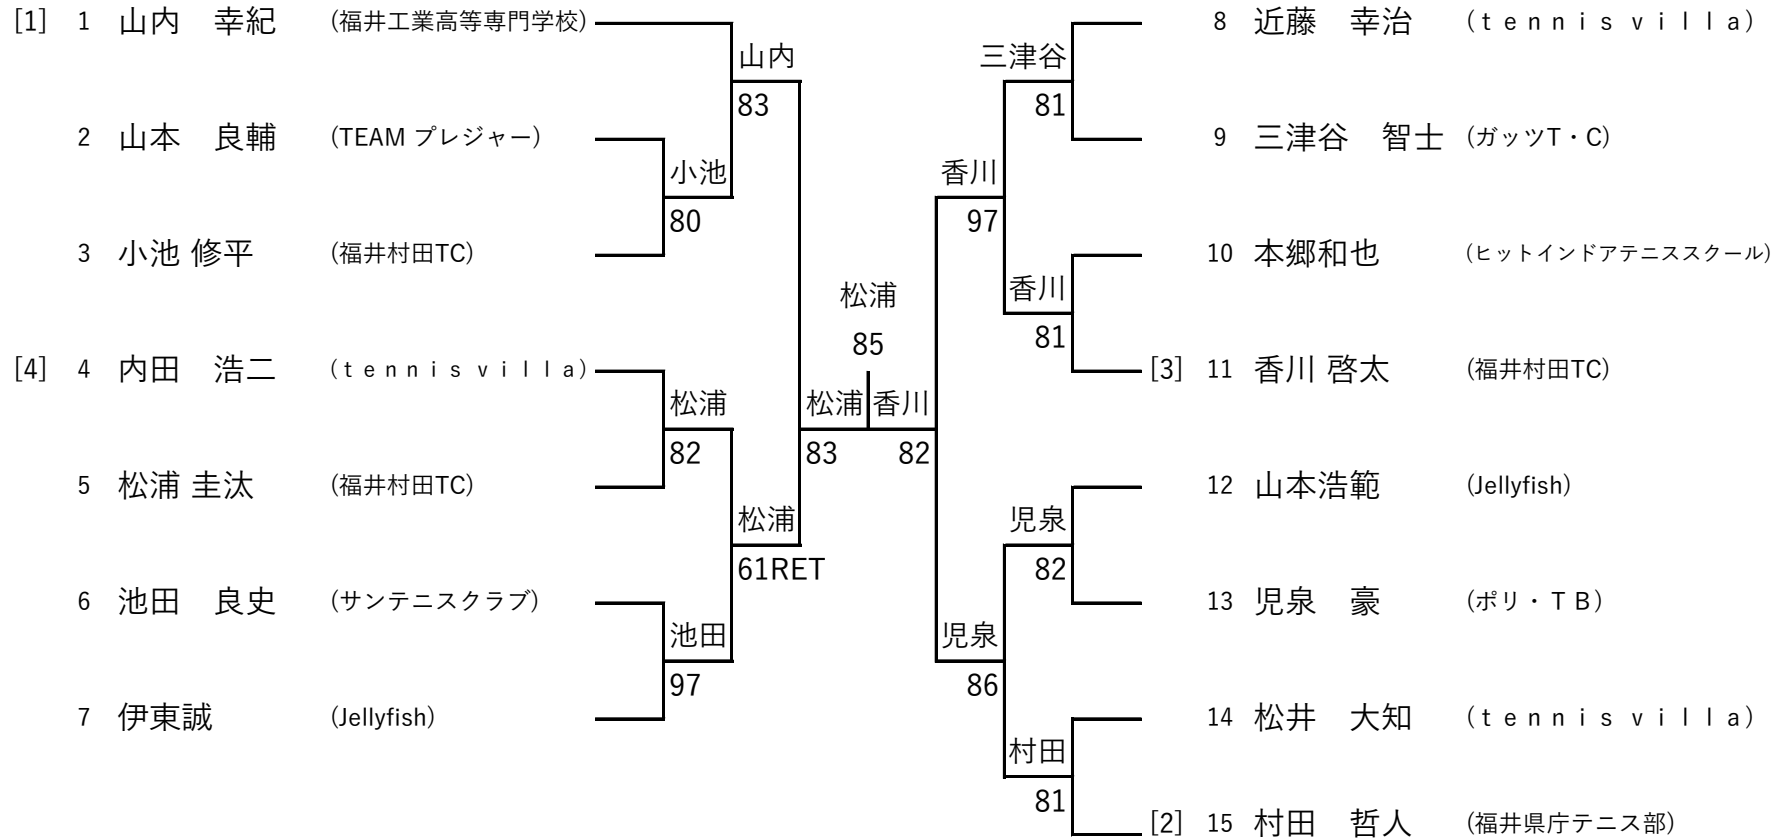 [1] 1 山内　幸紀 (福井工業高等専門学校)
山内
83
2 山本　良輔 (TEAM プレジャー)
小池
80
3 小池 修平 (福井村田TC)
[4] 4 内田　浩二 (ｔｅｎｎｉｓ ｖｉｌｌａ)
松浦
82
5 松浦 圭汰 (福井村田TC)
松浦
61RET
6 池田　良史 (サンテニスクラブ)
池田
97
7 伊東誠 (Jellyfish)
松浦
83
松浦
85
香川
82
8 近藤　幸治 (ｔｅｎｎｉｓ ｖｉｌｌａ)
三津谷
81
9 三津谷　智士 (ガッツT・C)
香川
97
10 本郷和也 (ヒットインドアテニススクール)
香川
81
[3] 11 香川 啓太 (福井村田TC)
12 山本浩範 (Jellyfish)
児泉
82
13 児泉　豪 (ポリ・ＴＢ)
児泉
86
14 松井　大知 (ｔｅｎｎｉｓ ｖｉｌｌａ)
村田
81
[2] 15 村田　哲人 (福井県庁テニス部)